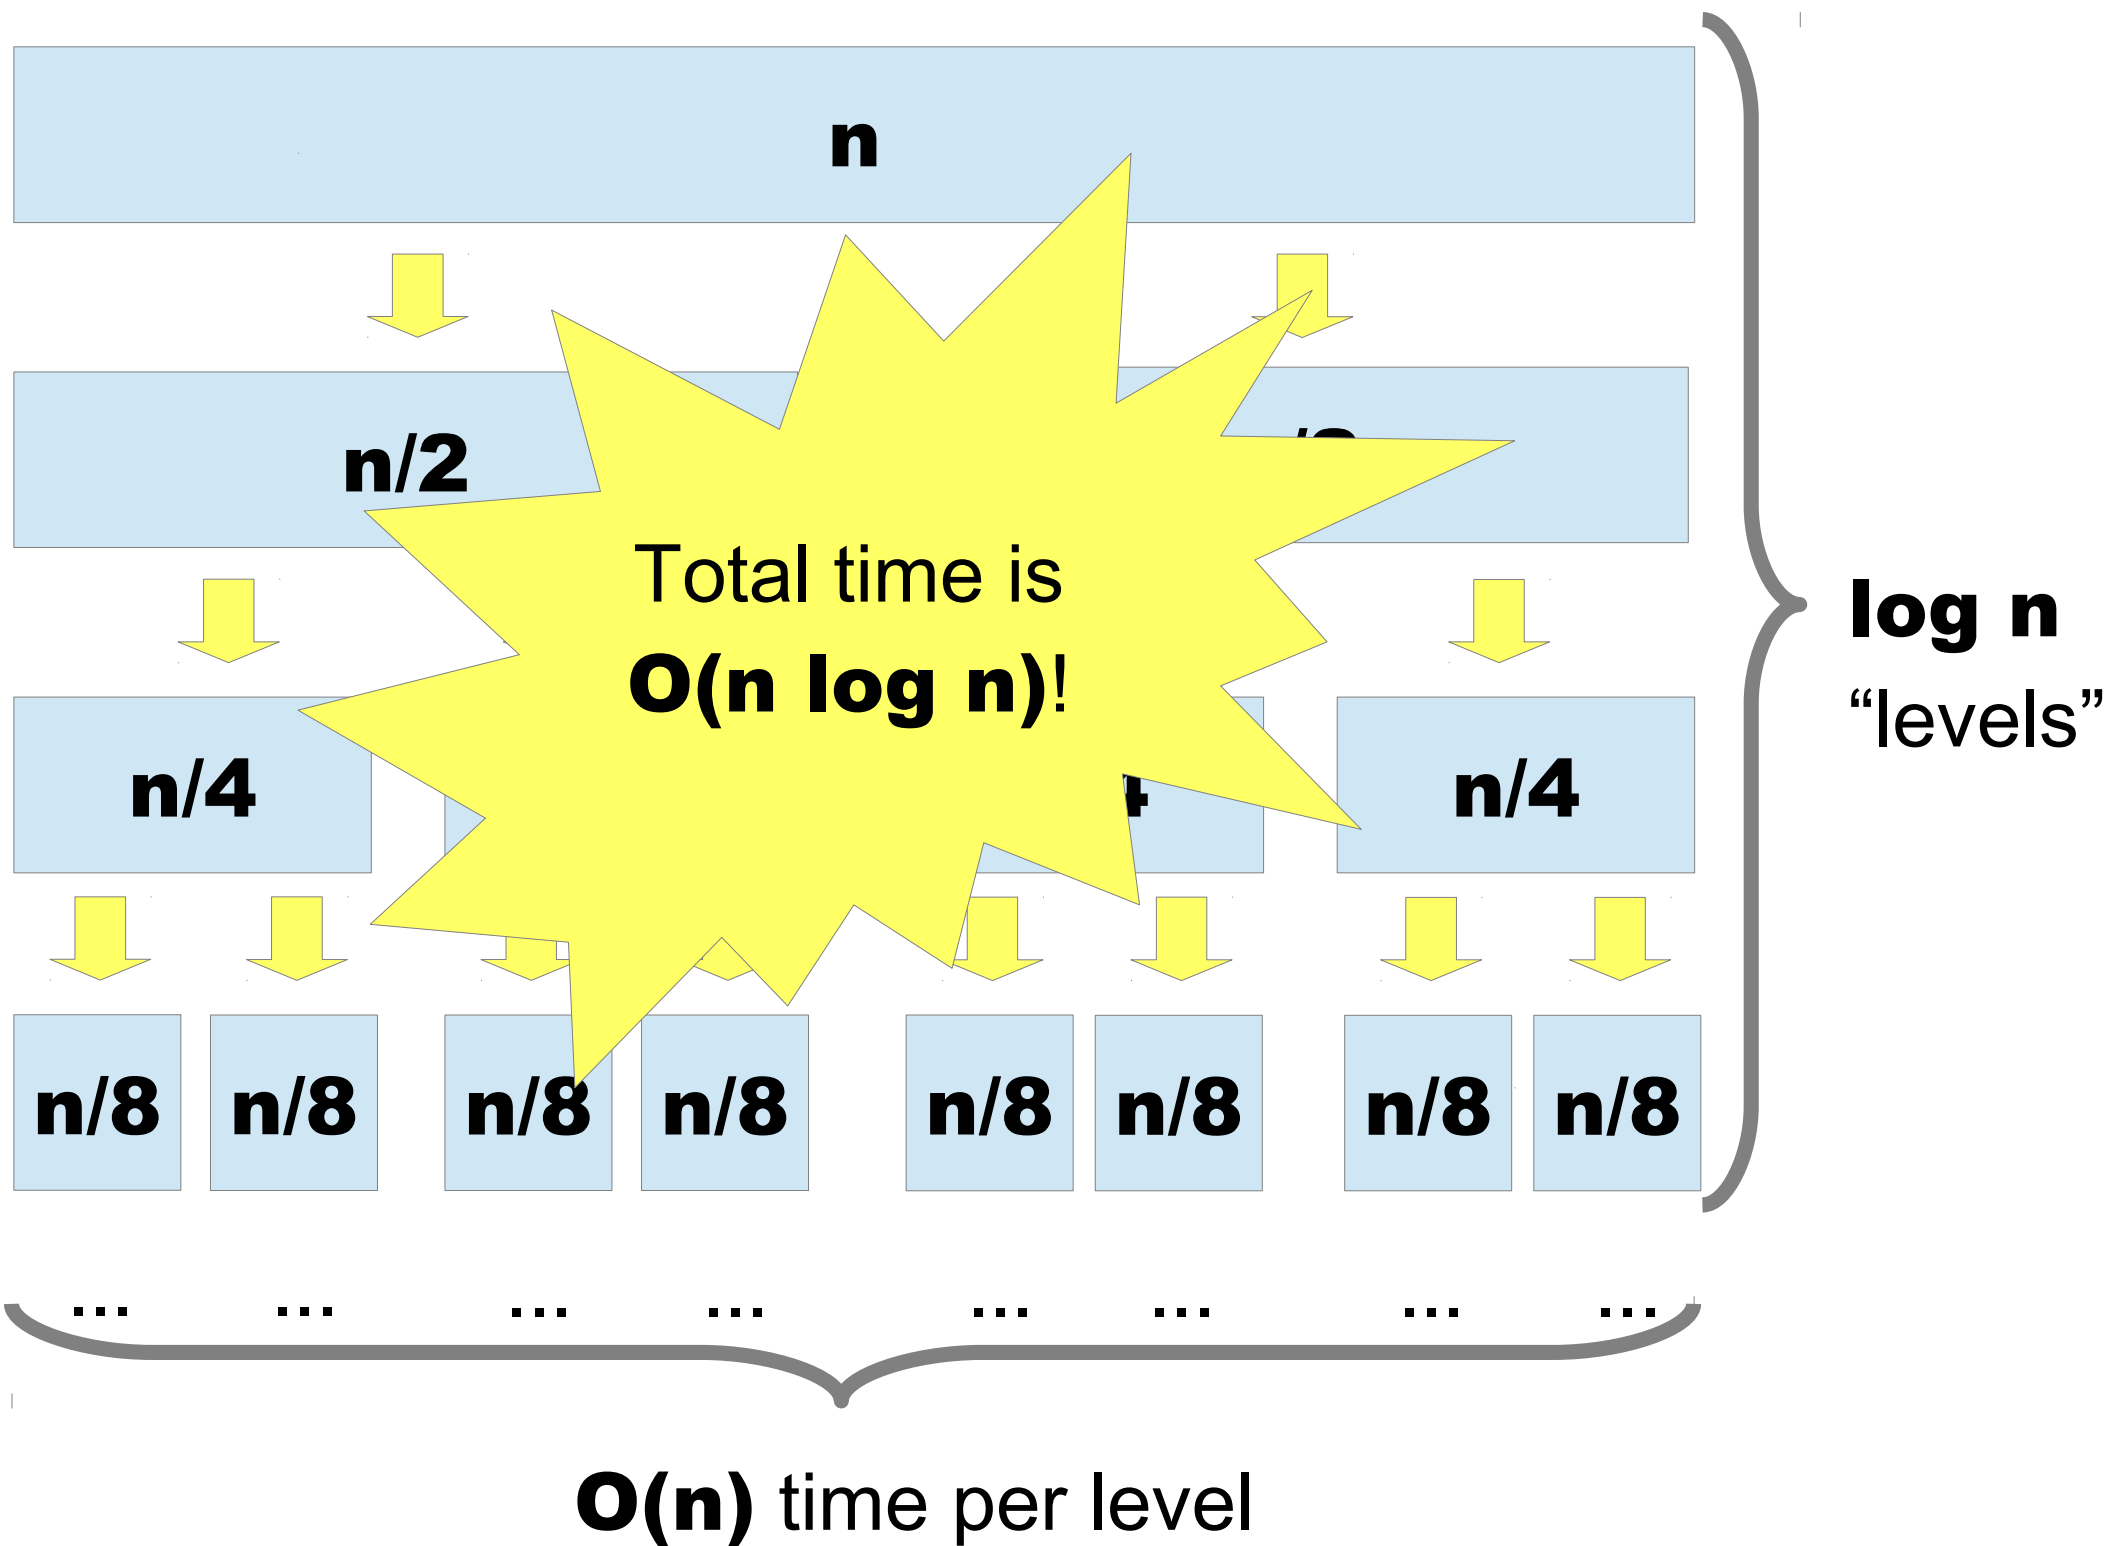 n
n/2
Total time is
O(n log n)!
log n
“levels”
n/4
n/4
n/8 n/8 n/8 n/8 n/8 n/8 n/8 n/8
... ... ... ... ... ... ... ...
O(n) time per level